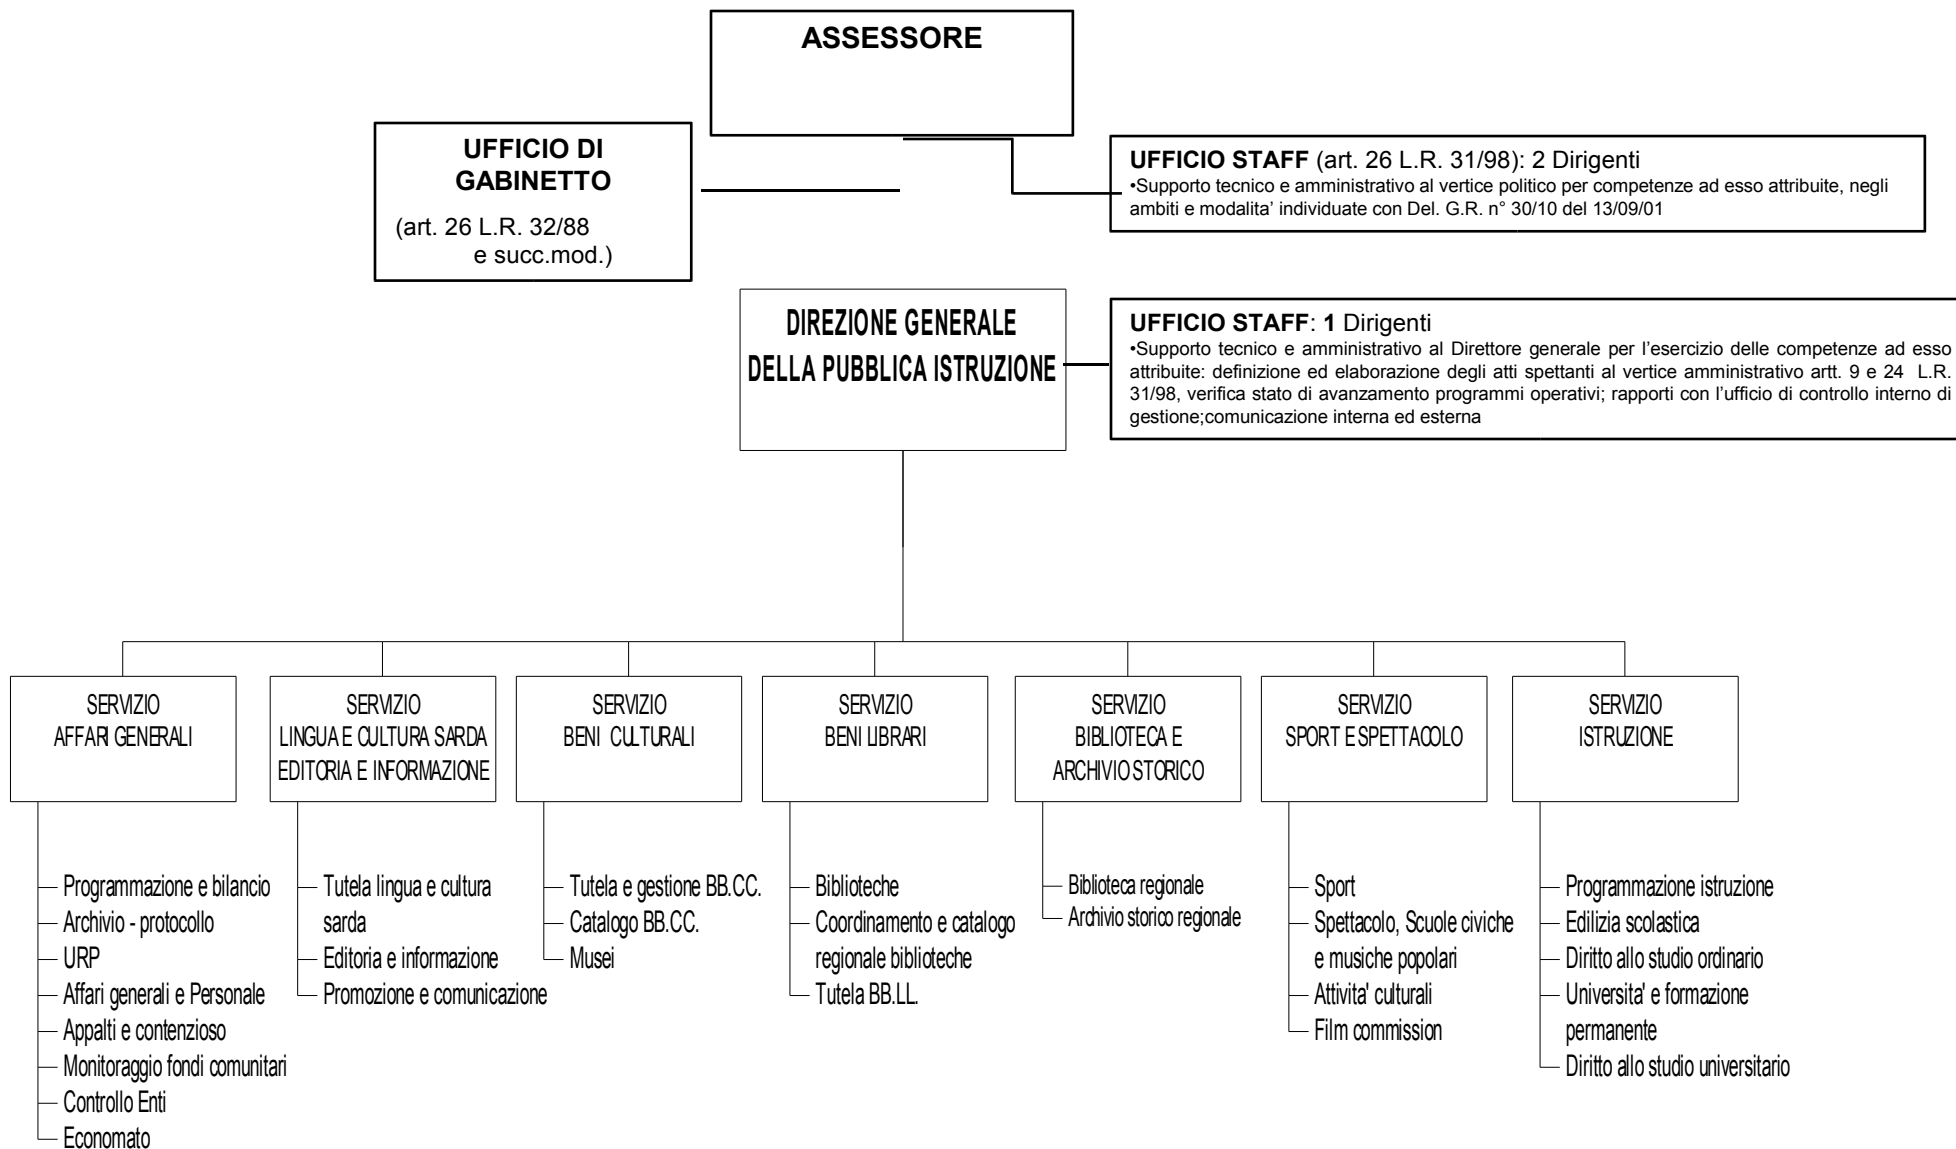 ASSESSORE
UFFICIO DI
GABINETTO
(art. 26 L.R. 32/88
e succ.mod.)
UFFICIO STAFF (art. 26 L.R. 31/98): 2 Dirigenti
•Supporto tecnico e amministrativo al vertice politico per competenze ad esso attribuite, negli
ambiti e modalita' individuate con Del. G.R. n° 30/10 del 13/09/01
DIREZIONE GENERALE
DELLA PUBBLICA ISTRUZIONE
UFFICIO STAFF: 1 Dirigenti
•Supporto tecnico e amministrativo al Direttore generale per l'esercizio delle competenze ad esso
attribuite: definizione ed elaborazione degli atti spettanti al vertice amministrativo artt. 9 e 24 L.R.
31/98, verifica stato di avanzamento programmi operativi; rapporti con l'ufficio di controllo interno di
gestione;comunicazione interna ed esterna
SERVIZIO
AFFARI GENERALI
Programmazione e bilancio
Archivio - protocollo
URP
Affari generali e Personale
Appalti e contenzioso
Monitoraggio fondi comunitari
Controllo Enti
Economato
SERVIZIO
LINGUA E CULTURA SARDA
EDITORIA E INFORMAZIONE
Tutela lingua e cultura
sarda
Editoria e informazione
Promozione e comunicazione
SERVIZIO
BENI CULTURALI
Tutela e gestione BB.CC.
Catalogo BB.CC.
Musei
SERVIZIO
BENI LIBRARI
Biblioteche
Coordinamento e catalogo
regionale biblioteche
Tutela BB.LL.
SERVIZIO
BIBLIOTECA E
ARCHIVIO STORICO
Biblioteca regionale
Archivio storico regionale
SERVIZIO
SPORT E SPETTACOLO
Sport
Spettacolo, Scuole civiche
e musiche popolari
Attivita' culturali
Film commission
SERVIZIO
ISTRUZIONE
Programmazione istruzione
Edilizia scolastica
Diritto allo studio ordinario
Universita' e formazione
permanente
Diritto allo studio universitario